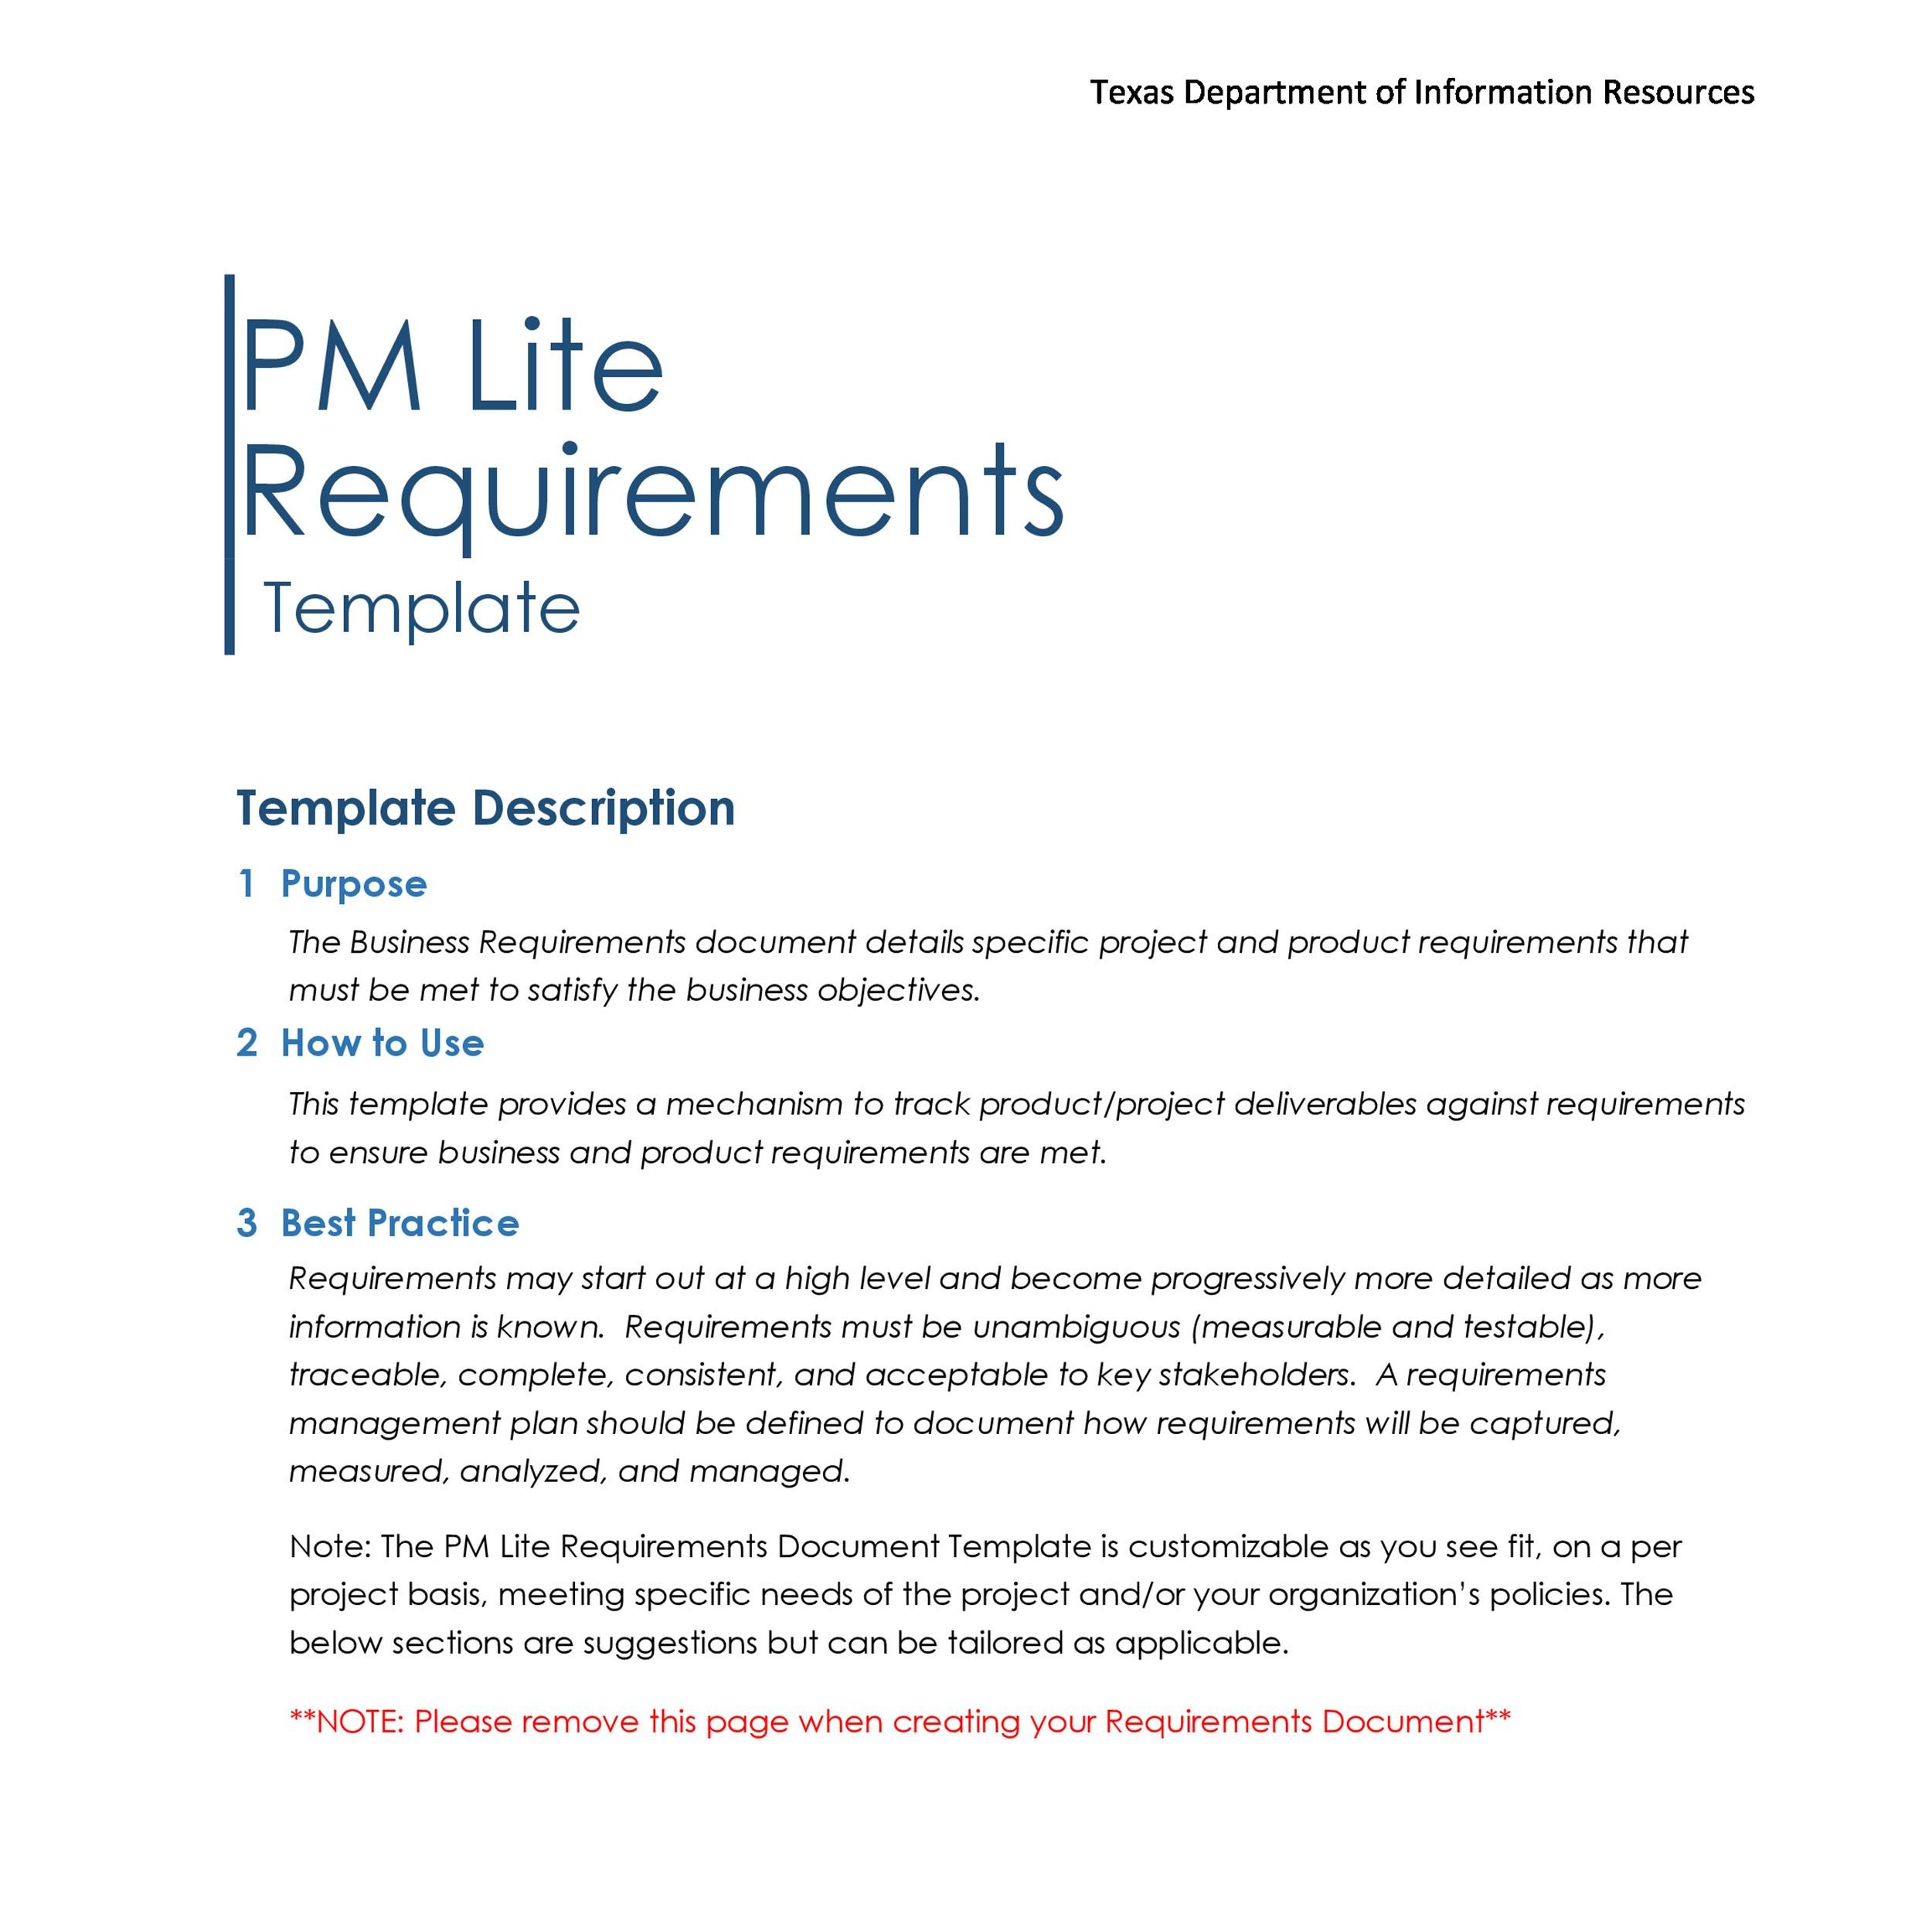 Texas Department of Information Resources
PM Lite
Requirements
Template
Template Description
1 Purpose
The Business Requirements document details specific project and product requirements that
must be met to satisfy the business objectives.
2 How to Use
This template provides a mechanism to track product/project deliverables against requirements
to ensure business and product requirements are met.
3 Best Practice
Requirements may start out at a high level and become progressively more detailed as more
information is known.  Requirements must be unambiguous (measurable and testable),
traceable, complete, consistent, and acceptable to key stakeholders.  A requirements
management plan should be defined to document how requirements will be captured,
measured, analyzed, and managed.
Note: The PM Lite Requirements Document Template is customizable as you see fit, on a per
project basis, meeting specific needs of the project and/or your organization's policies. The
below sections are suggestions but can be tailored as applicable.
**NOTE: Please remove this page when creating your Requirements Document**